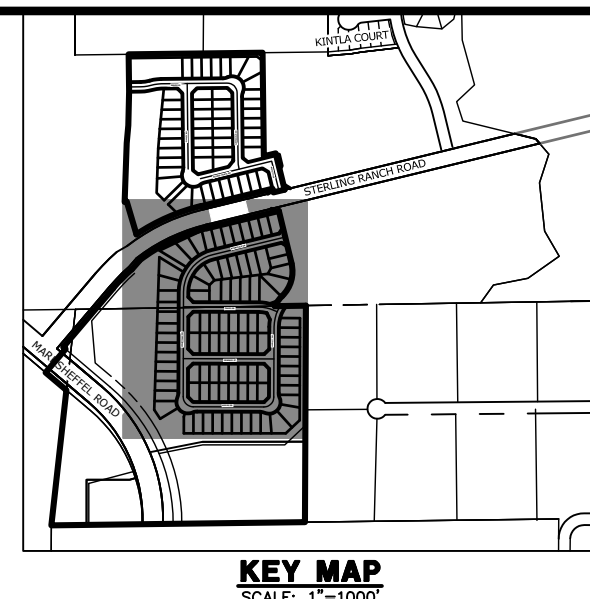 KINTLA COURT
STERLING RANCH ROAD
MARKSHEFFEL ROAD
KEY MAP
SCALE: 1"=1000'